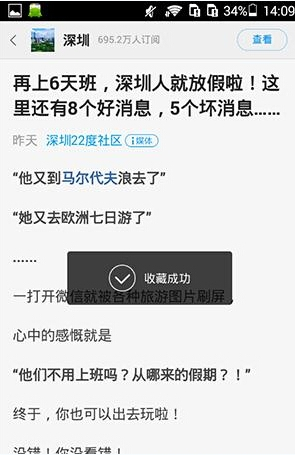 34% 14:09
深圳 695.2万人订阅 查看
再上6天班，深圳人就放假啦！这
里还有8个好消息，5个坏消息……
昨天 深圳22度社区 媒体
“他又到马尔代夫浪去了”
“她又去欧洲七日游了”
……
收藏成功
一打开微信就被各种旅游图片刷屏，
心中的感慨就是
“他们不用上班吗？从哪来的假期？！”
终于，你也可以出去玩啦！
没错！你没看错！